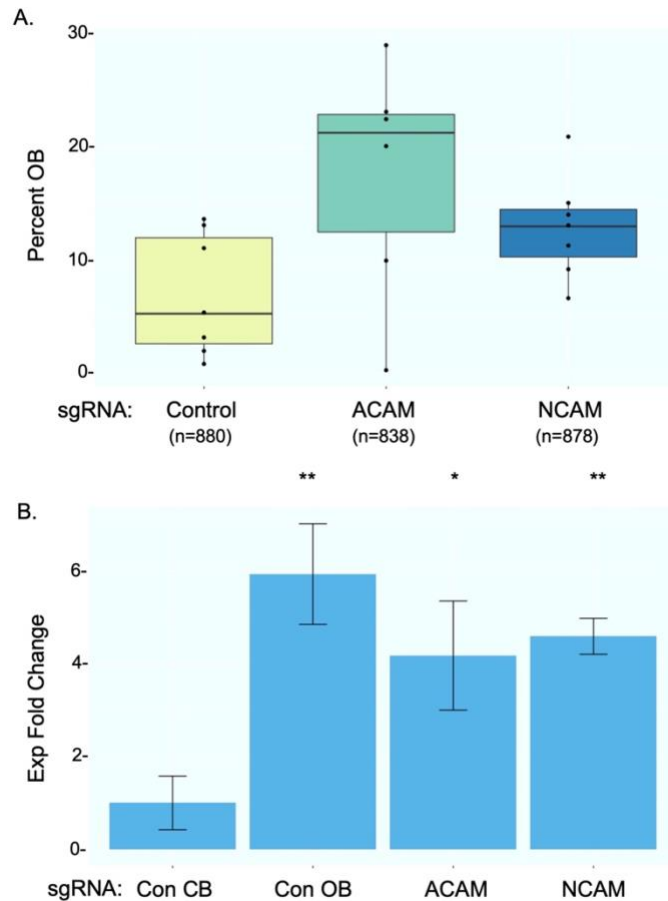 A.
30-
20-
10-
0-
Percent OB
sgRNA: Control ACAM NCAM
(n=880) (n=838) (n=878)
** * **
B.
6-
4-
2-
0-
Exp Fold Change
sgRNA: Con CB Con OB ACAM NCAM